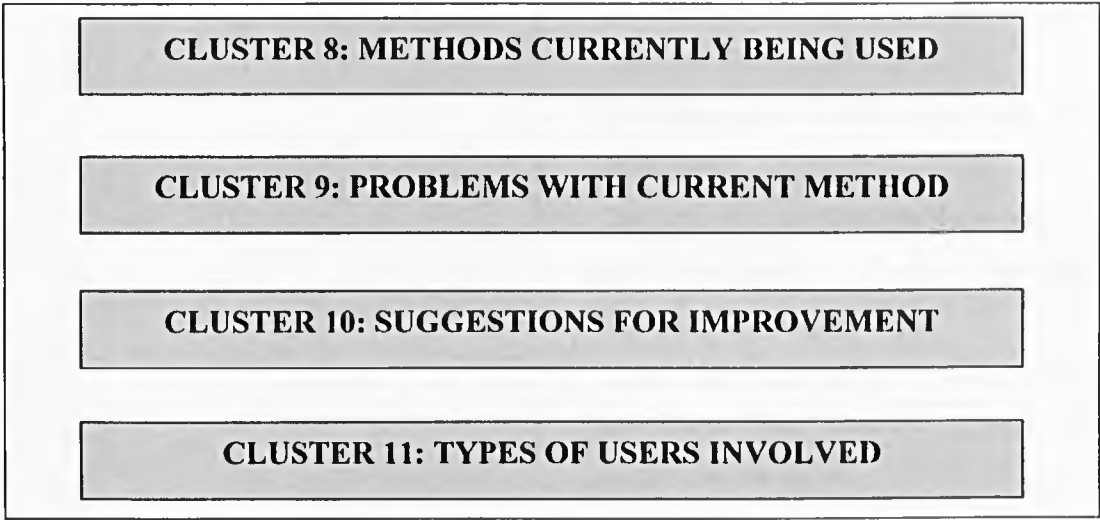 CLUSTER 8: METHODS CURRENTLY BEING USED
CLUSTER 9: PROBLEMS WITH CURRENT METHOD
CLUSTER 10: SUGGESTIONS FOR IMPROVEMENT
CLUSTER 11: TYPES OF USERS INVOLVED